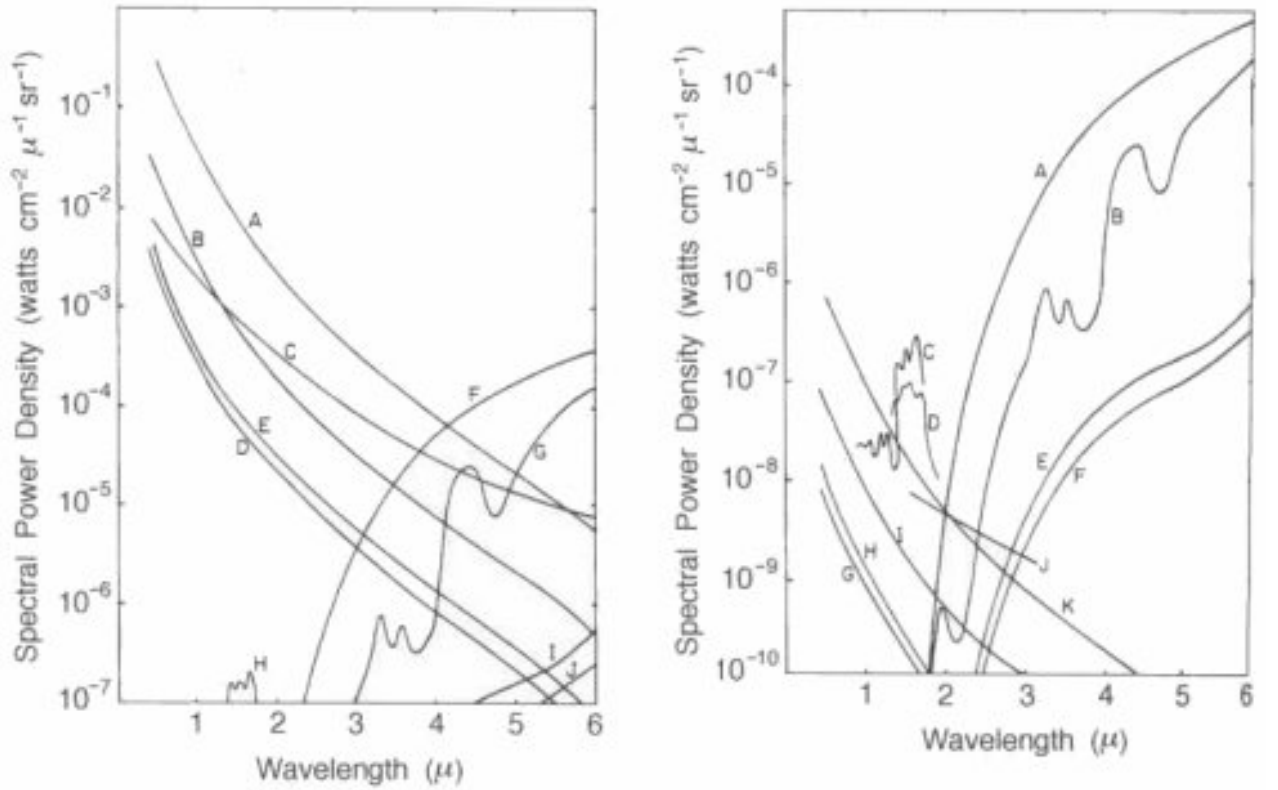 Spectral Power Density (watts cm⁻² μ⁻¹ sr⁻¹)
10⁻¹
10⁻²
10⁻³
10⁻⁴
10⁻⁵
10⁻⁶
10⁻⁷
A
B
C
F
E
D
G
H
I
J
1 2 3 4 5 6
Wavelength (μ)
Spectral Power Density (watts cm⁻² μ⁻¹ sr⁻¹)
10⁻⁴
10⁻⁵
10⁻⁶
10⁻⁷
10⁻⁸
10⁻⁹
10⁻¹⁰
A
B
C
D
E
F
I
H
G
J
K
1 2 3 4 5 6
Wavelength (μ)